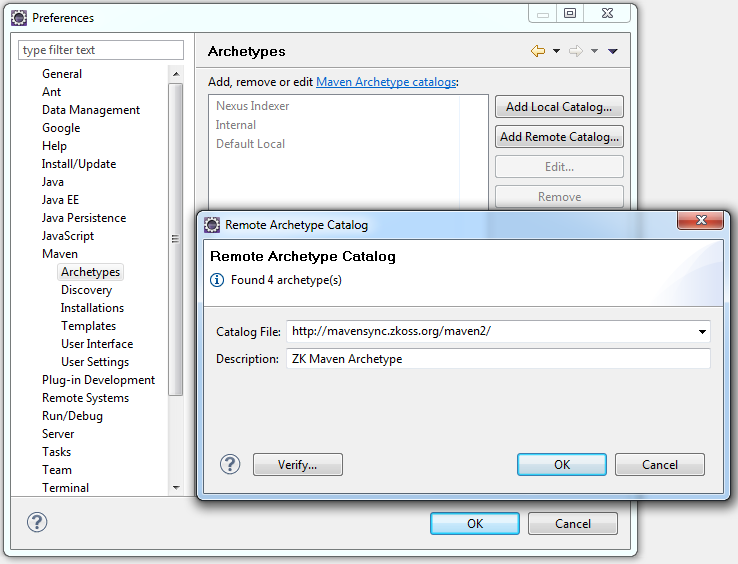 Preferences
type filter text
General
Ant
Data Management
Google
Help
Install/Update
Java
Java EE
Java Persistence
JavaScript
Maven
Archetypes
Discovery
Installations
Templates
User Interface
User Settings
Plug-in Development
Remote Systems
Run/Debug
Server
Tasks
Team
Terminal
Archetypes
Add, remove or edit Maven Archetype catalogs:
Nexus Indexer
Internal
Default Local
Add Local Catalog...
Add Remote Catalog...
Edit...
Remove
Remote Archetype Catalog
Remote Archetype Catalog
Found 4 archetype(s)
Catalog File: http://mavensync.zkoss.org/maven2/
Description: ZK Maven Archetype
Verify... OK Cancel
OK Cancel